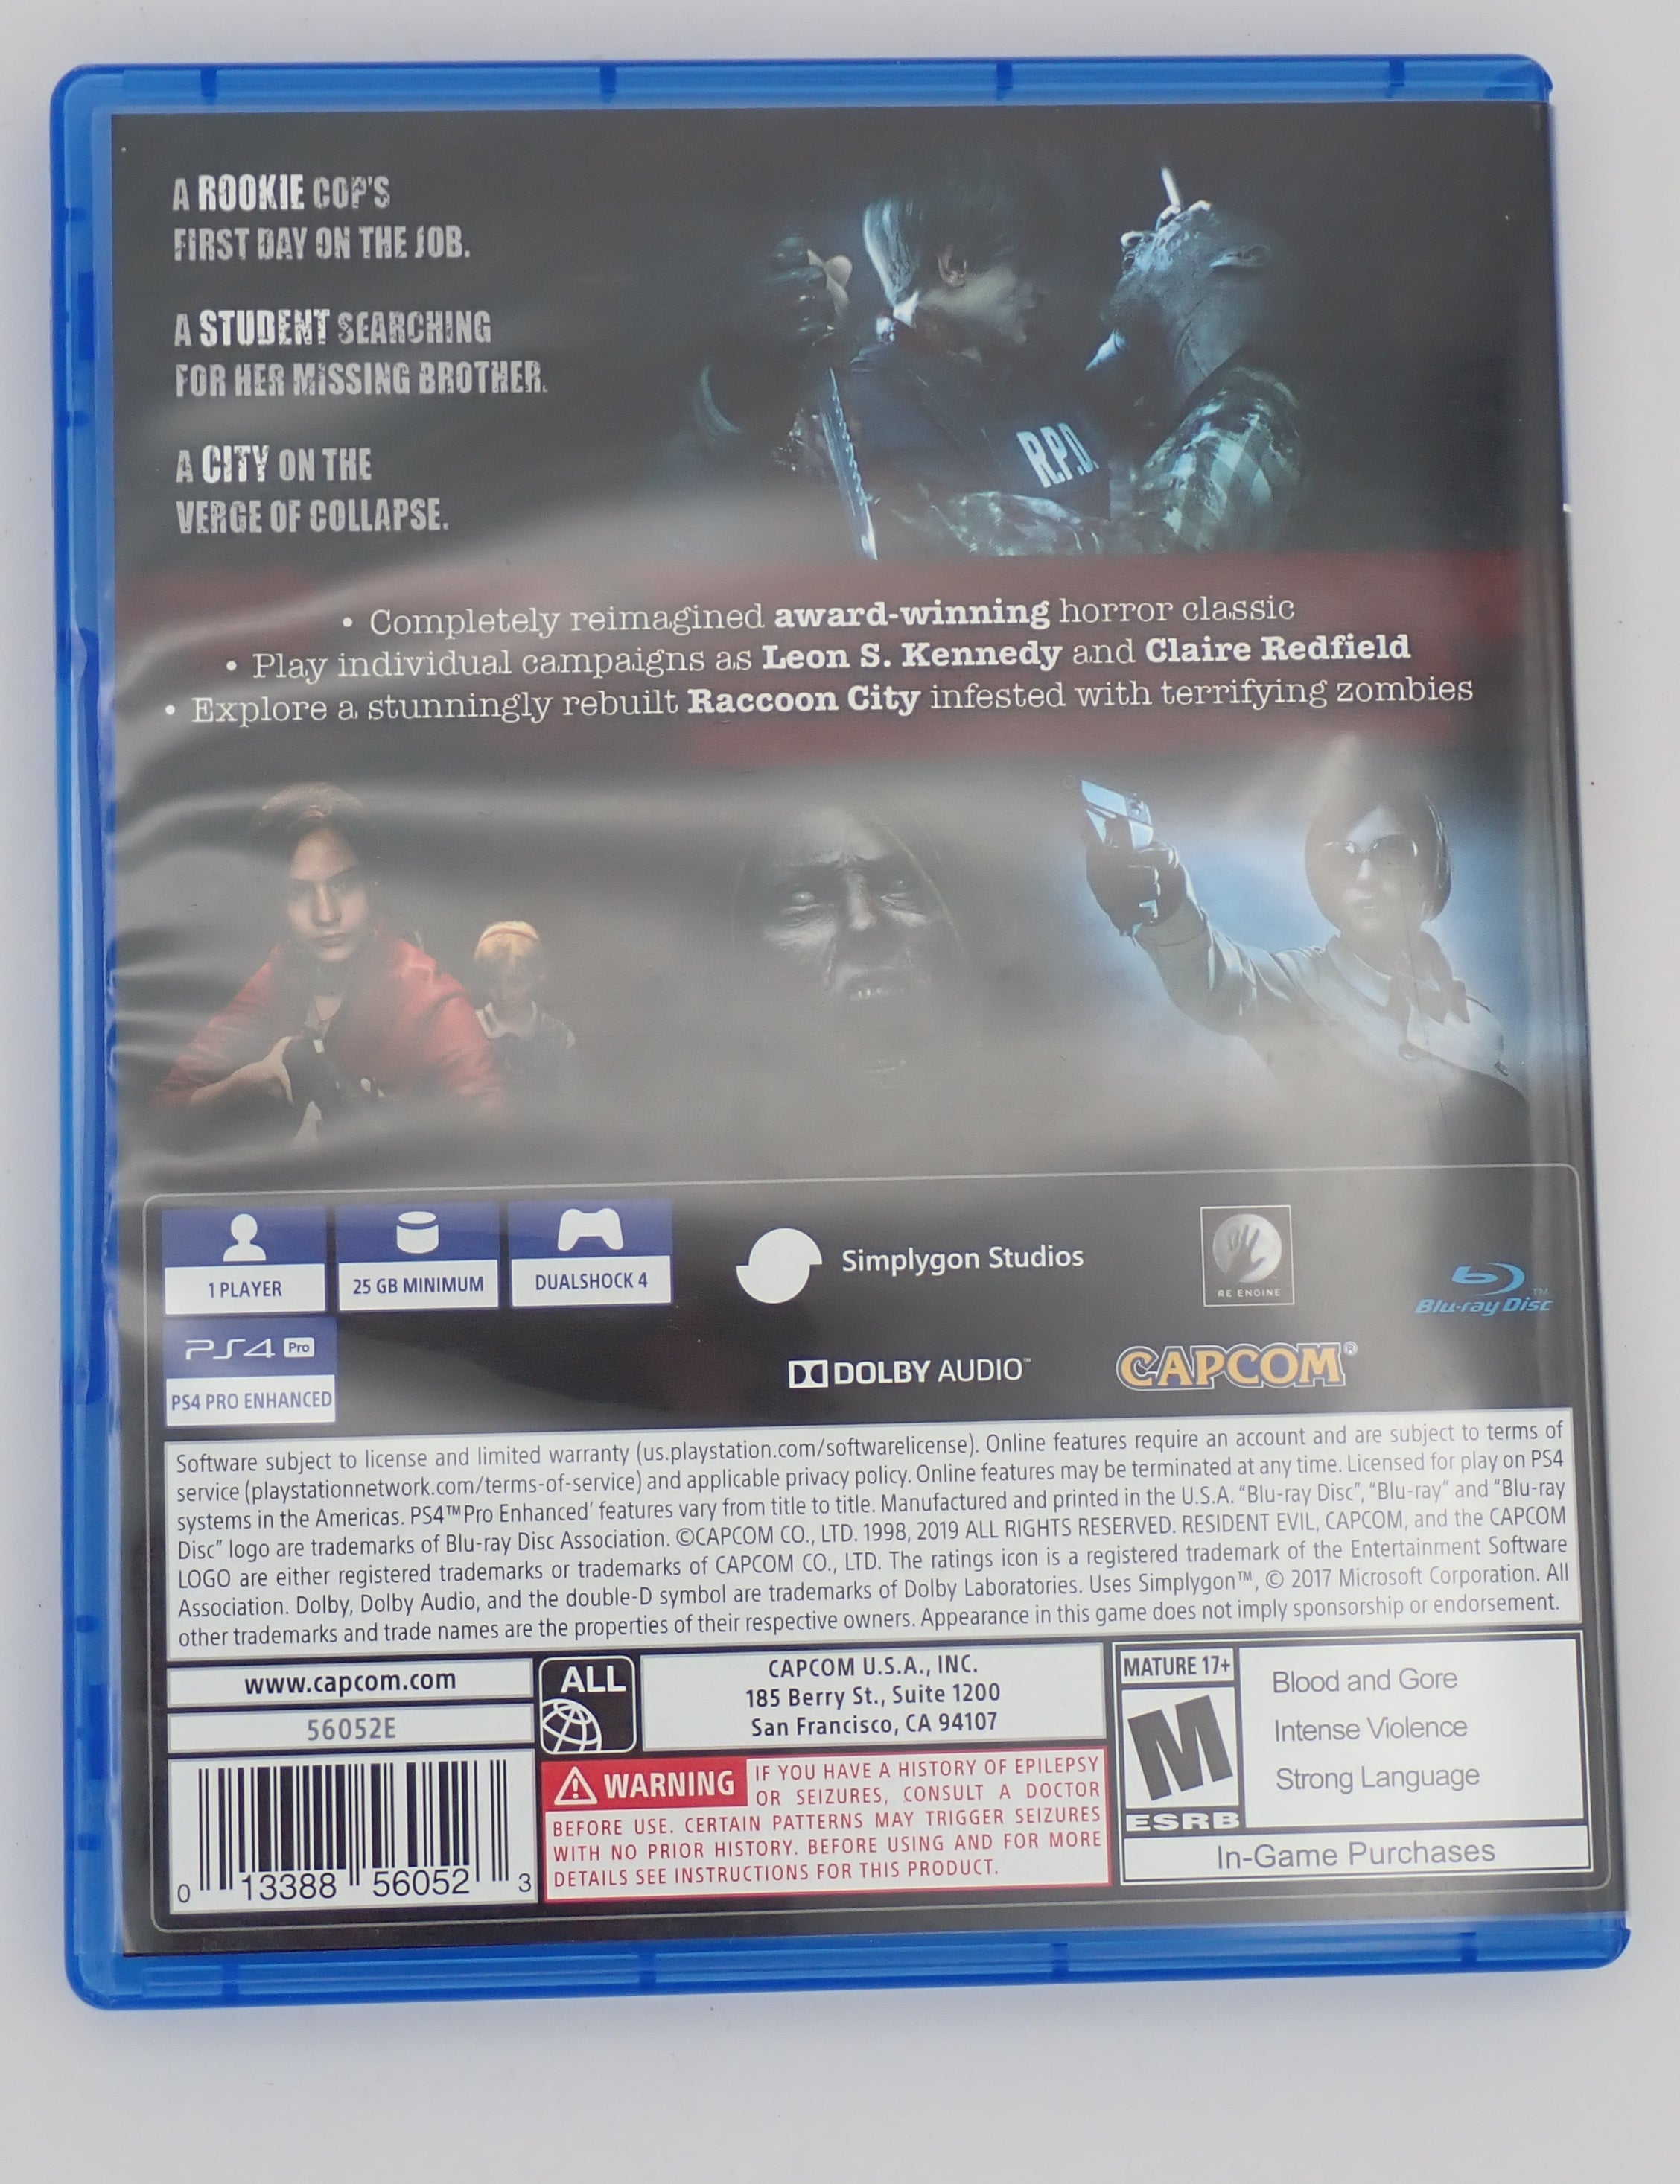 A ROOKIE COP'S
FIRST DAY ON THE JOB.
A STUDENT SEARCHING
FOR HER MISSING BROTHER.
A CITY ON THE
VERGE OF COLLAPSE.
R.P.D.
• Completely reimagined award-winning horror classic
• Play individual campaigns as Leon S. Kennedy and Claire Redfield
• Explore a stunningly rebuilt Raccoon City infested with terrifying zombies
1 PLAYER
25 GB MINIMUM
DUALSHOCK 4
Simplygon Studios
RE ENGINE
Blu-ray Disc™
PS4 Pro
PS4 PRO ENHANCED
DOLBY AUDIO™
CAPCOM®
Software subject to license and limited warranty (us.playstation.com/softwarelicense). Online features require an account and are subject to terms of
service (playstationnetwork.com/terms-of-service) and applicable privacy policy. Online features may be terminated at any time. Licensed for play on PS4
systems in the Americas. PS4™Pro Enhanced' features vary from title to title. Manufactured and printed in the U.S.A. “Blu-ray Disc”, “Blu-ray” and “Blu-ray
Disc” logo are trademarks of Blu-ray Disc Association. ©CAPCOM CO., LTD. 1998, 2019 ALL RIGHTS RESERVED. RESIDENT EVIL, CAPCOM, and the CAPCOM
LOGO are either registered trademarks or trademarks of CAPCOM CO., LTD. The ratings icon is a registered trademark of the Entertainment Software
Association. Dolby, Dolby Audio, and the double-D symbol are trademarks of Dolby Laboratories. Uses Simplygon™, © 2017 Microsoft Corporation. All
other trademarks and trade names are the properties of their respective owners. Appearance in this game does not imply sponsorship or endorsement.
www.capcom.com
56052E
ALL
CAPCOM U.S.A., INC.
185 Berry St., Suite 1200
San Francisco, CA 94107
WARNING IF YOU HAVE A HISTORY OF EPILEPSY
OR SEIZURES, CONSULT A DOCTOR
BEFORE USE. CERTAIN PATTERNS MAY TRIGGER SEIZURES
WITH NO PRIOR HISTORY. BEFORE USING AND FOR MORE
DETAILS SEE INSTRUCTIONS FOR THIS PRODUCT.
MATURE 17+
M
ESRB
Blood and Gore
Intense Violence
Strong Language
In-Game Purchases
0 13388 56052 3